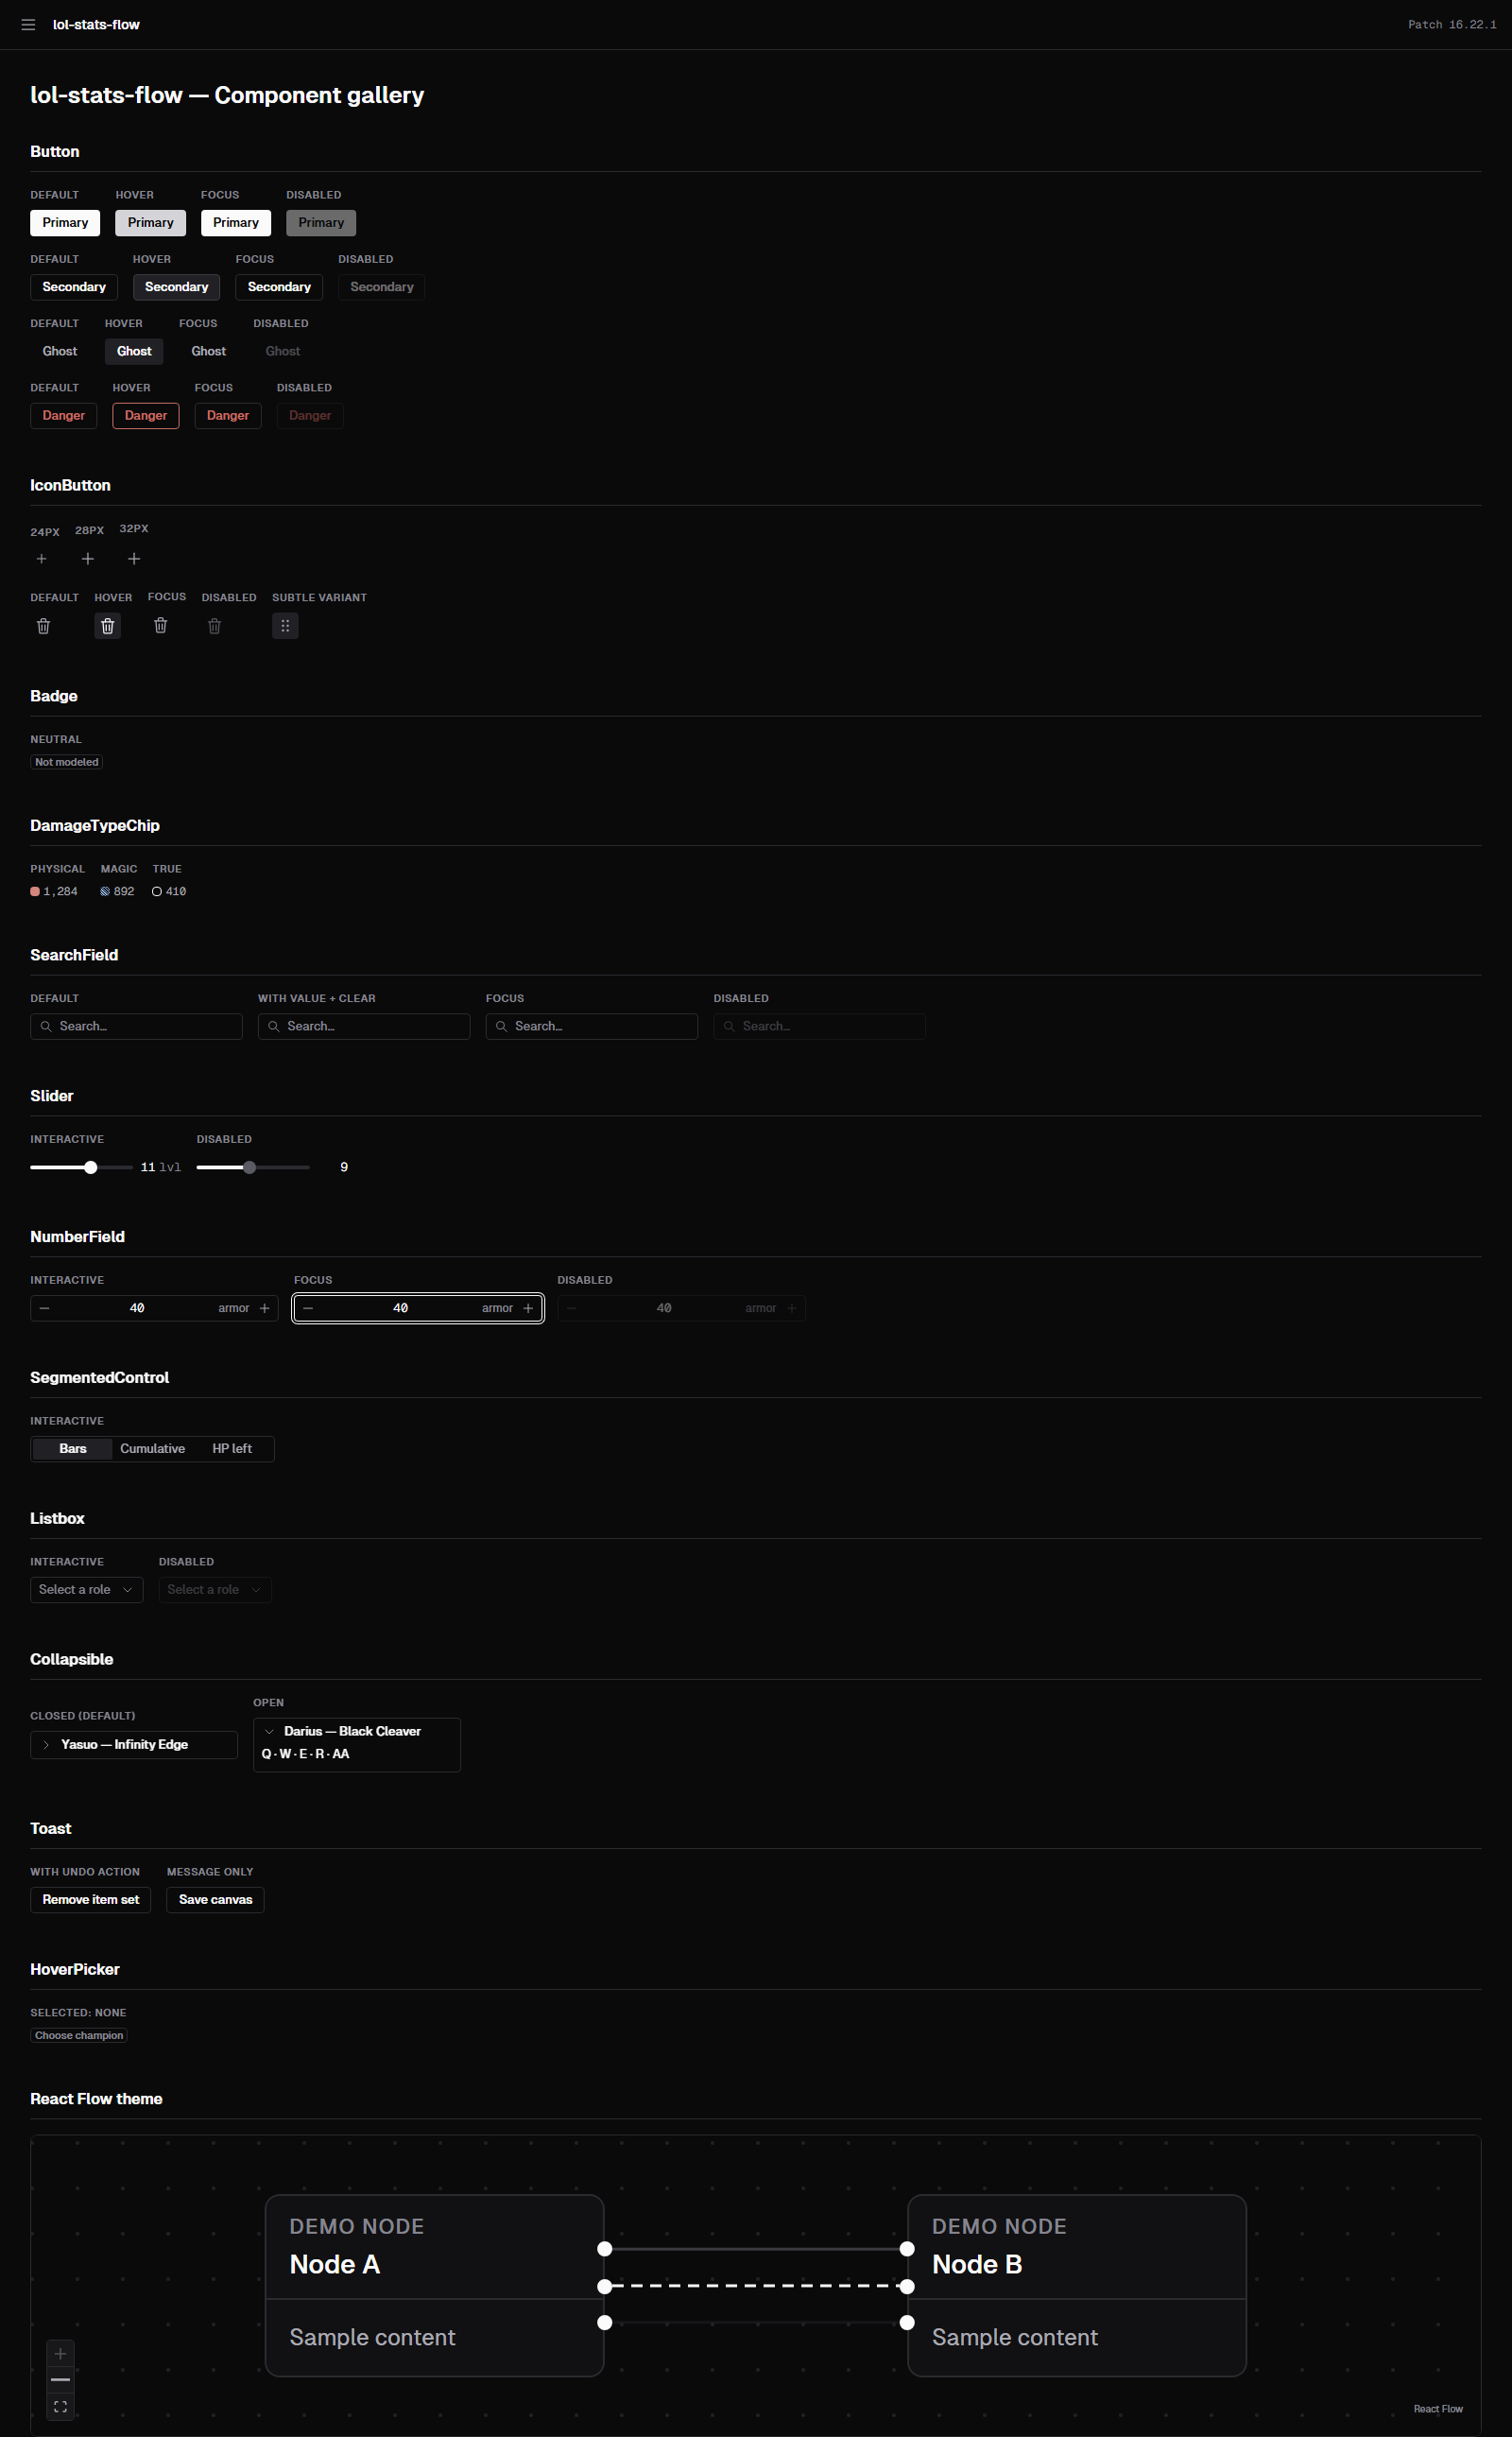 lol-stats-flow
Patch 16.22.1
lol-stats-flow — Component gallery
Button
DEFAULT HOVER FOCUS DISABLED
Primary Primary Primary Primary
DEFAULT HOVER FOCUS DISABLED
Secondary Secondary Secondary Secondary
DEFAULT HOVER FOCUS DISABLED
Ghost Ghost Ghost Ghost
DEFAULT HOVER FOCUS DISABLED
Danger Danger Danger Danger
IconButton
24PX 28PX 32PX
DEFAULT HOVER FOCUS DISABLED SUBTLE VARIANT
Badge
NEUTRAL
Not modeled
DamageTypeChip
PHYSICAL MAGIC TRUE
1,284 892 410
SearchField
DEFAULT WITH VALUE + CLEAR FOCUS DISABLED
Search… Search… Search… Search…
Slider
INTERACTIVE DISABLED
11 lvl 9
NumberField
INTERACTIVE FOCUS DISABLED
40 armor 40 armor 40 armor
SegmentedControl
INTERACTIVE
Bars Cumulative HP left
Listbox
INTERACTIVE DISABLED
Select a role Select a role
Collapsible
CLOSED (DEFAULT) OPEN
Yasuo — Infinity Edge
Darius — Black Cleaver
Q · W · E · R · AA
Toast
WITH UNDO ACTION MESSAGE ONLY
Remove item set Save canvas
HoverPicker
SELECTED: NONE
Choose champion
React Flow theme
DEMO NODE DEMO NODE
Node A Node B
Sample content Sample content
React Flow